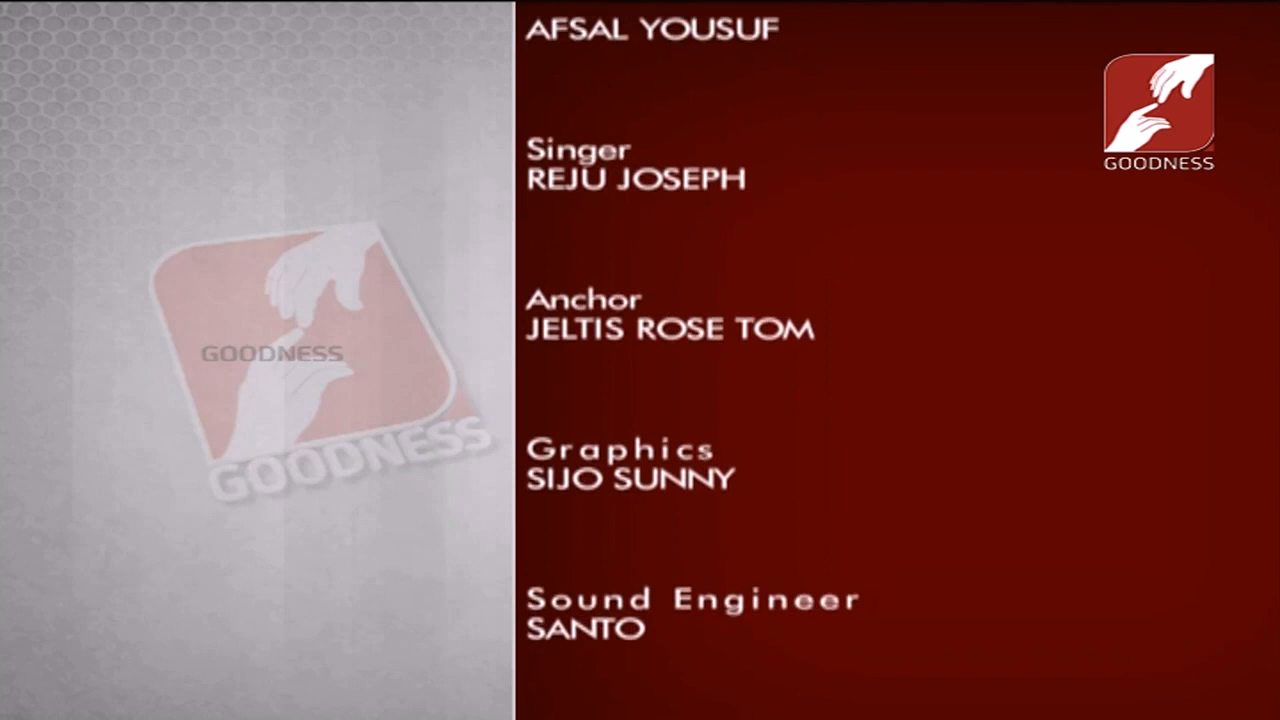 AFSAL YOUSUF
Singer
REJU JOSEPH
Anchor
JELTIS ROSE TOM
Graphics
SIJO SUNNY
Sound Engineer
SANTO
GOODNESS
GOODNESS
GOODNESS